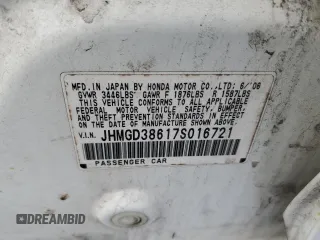 MFD. IN JAPAN BY HONDA MOTOR CO.,LTD: 6/'06
GVWR 3446LBS GAWR F 1876LBS R 1587LBS
THIS VEHICLE CONFORMS TO ALL APPLICABLE
FEDERAL MOTOR VEHICLE SAFETY, BUMPER,
AND THEFT PREVENTION STANDARDS IN EFFECT
ON THE DATE OF MANUFACTURE SHOWN ABOVE.
V.I.N. JHMGD38617S016721
PASSENGER CAR
AUTOBIDMASTER